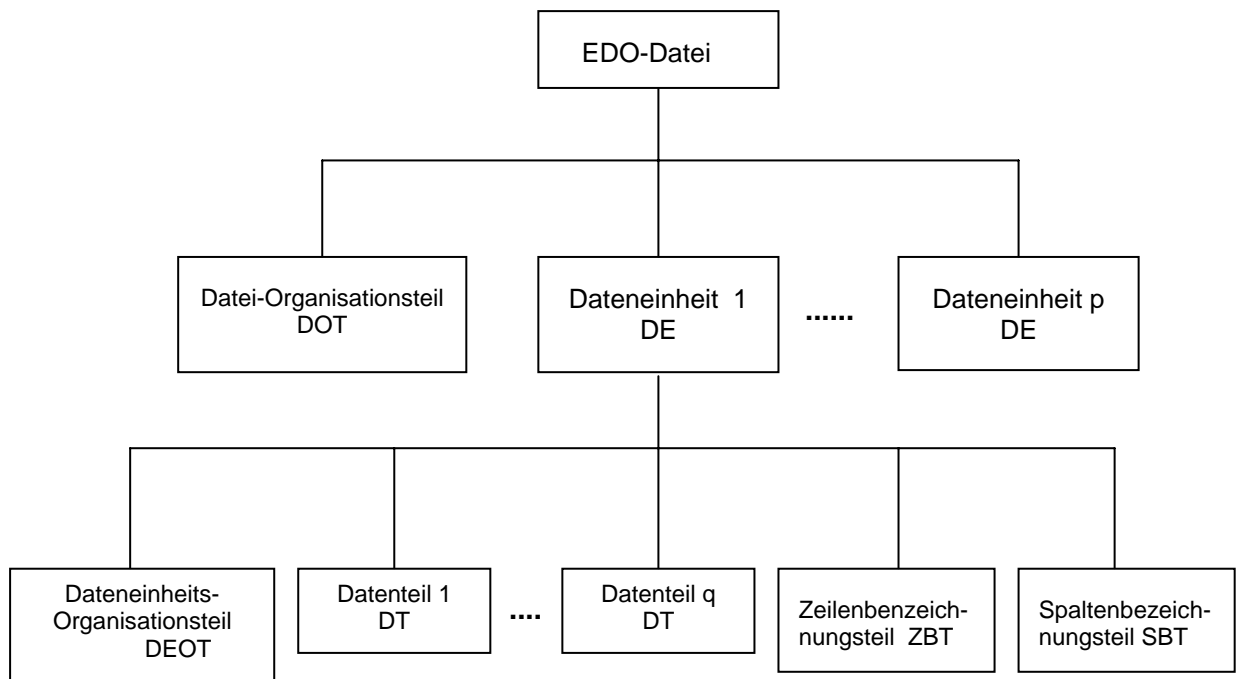 EDO-Datei
Datei-Organisationsteil
DOT
Dateneinheit 1
DE
......
Dateneinheit p
DE
Dateneinheits-
Organisationsteil
DEOT
Datenteil 1
DT
....
Datenteil q
DT
Zeilenbenzeich-
nungsteil ZBT
Spaltenbezeich-
nungsteil SBT